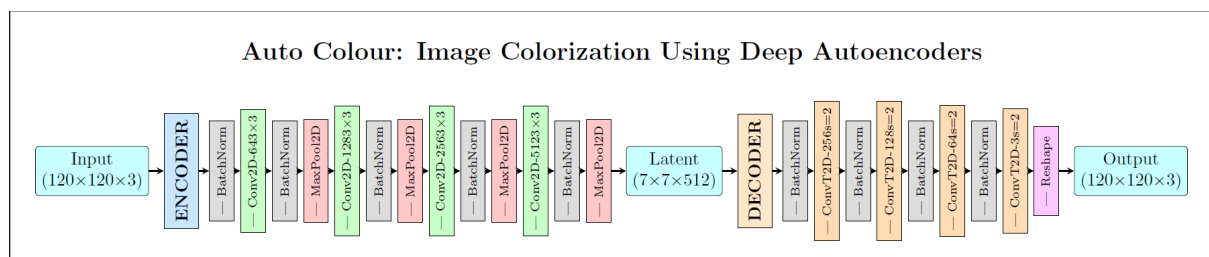 Auto Colour: Image Colorization Using Deep Autoencoders
Input
(120×120×3)
ENCODER
— BatchNorm
— Conv2D-643×3
— BatchNorm
— MaxPool2D
— Conv2D-1283×3
— BatchNorm
— MaxPool2D
— Conv2D-2563×3
— BatchNorm
— MaxPool2D
— Conv2D-5123×3
— BatchNorm
— MaxPool2D
Latent
(7×7×512)
DECODER
— BatchNorm
— ConvT2D-256s=2
— BatchNorm
— ConvT2D-128s=2
— BatchNorm
— ConvT2D-64s=2
— BatchNorm
— ConvT2D-3s=2
— Reshape
Output
(120×120×3)